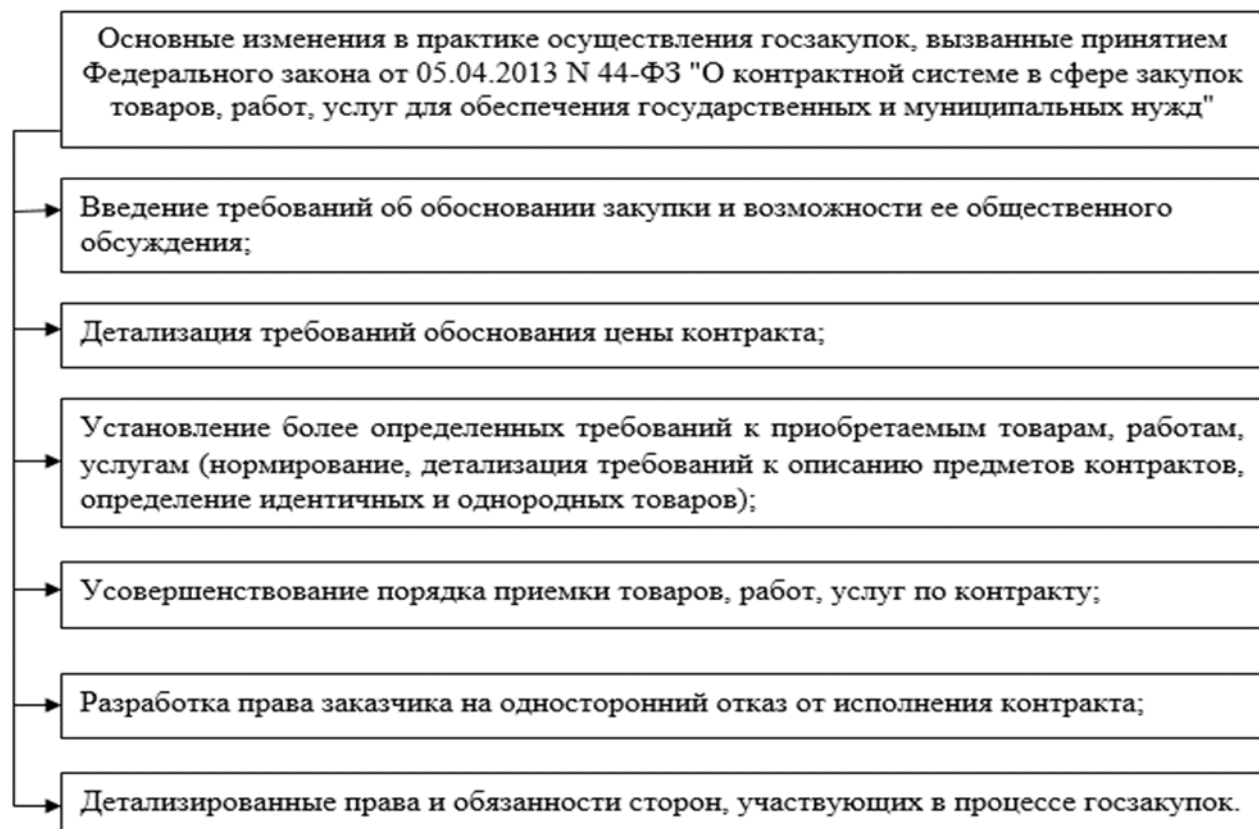 Основные изменения в практике осуществления госзакупок, вызванные принятием
Федерального закона от 05.04.2013 N 44-ФЗ "О контрактной системе в сфере закупок
товаров, работ, услуг для обеспечения государственных и муниципальных нужд"
Введение требований об обосновании закупки и возможности ее общественного
обсуждения;
Детализация требований обоснования цены контракта;
Установление более определенных требований к приобретаемым товарам, работам,
услугам (нормирование, детализация требований к описанию предметов контрактов,
определение идентичных и однородных товаров);
Усовершенствование порядка приемки товаров, работ, услуг по контракту;
Разработка права заказчика на односторонний отказ от исполнения контракта;
Детализированные права и обязанности сторон, участвующих в процессе госзакупок.